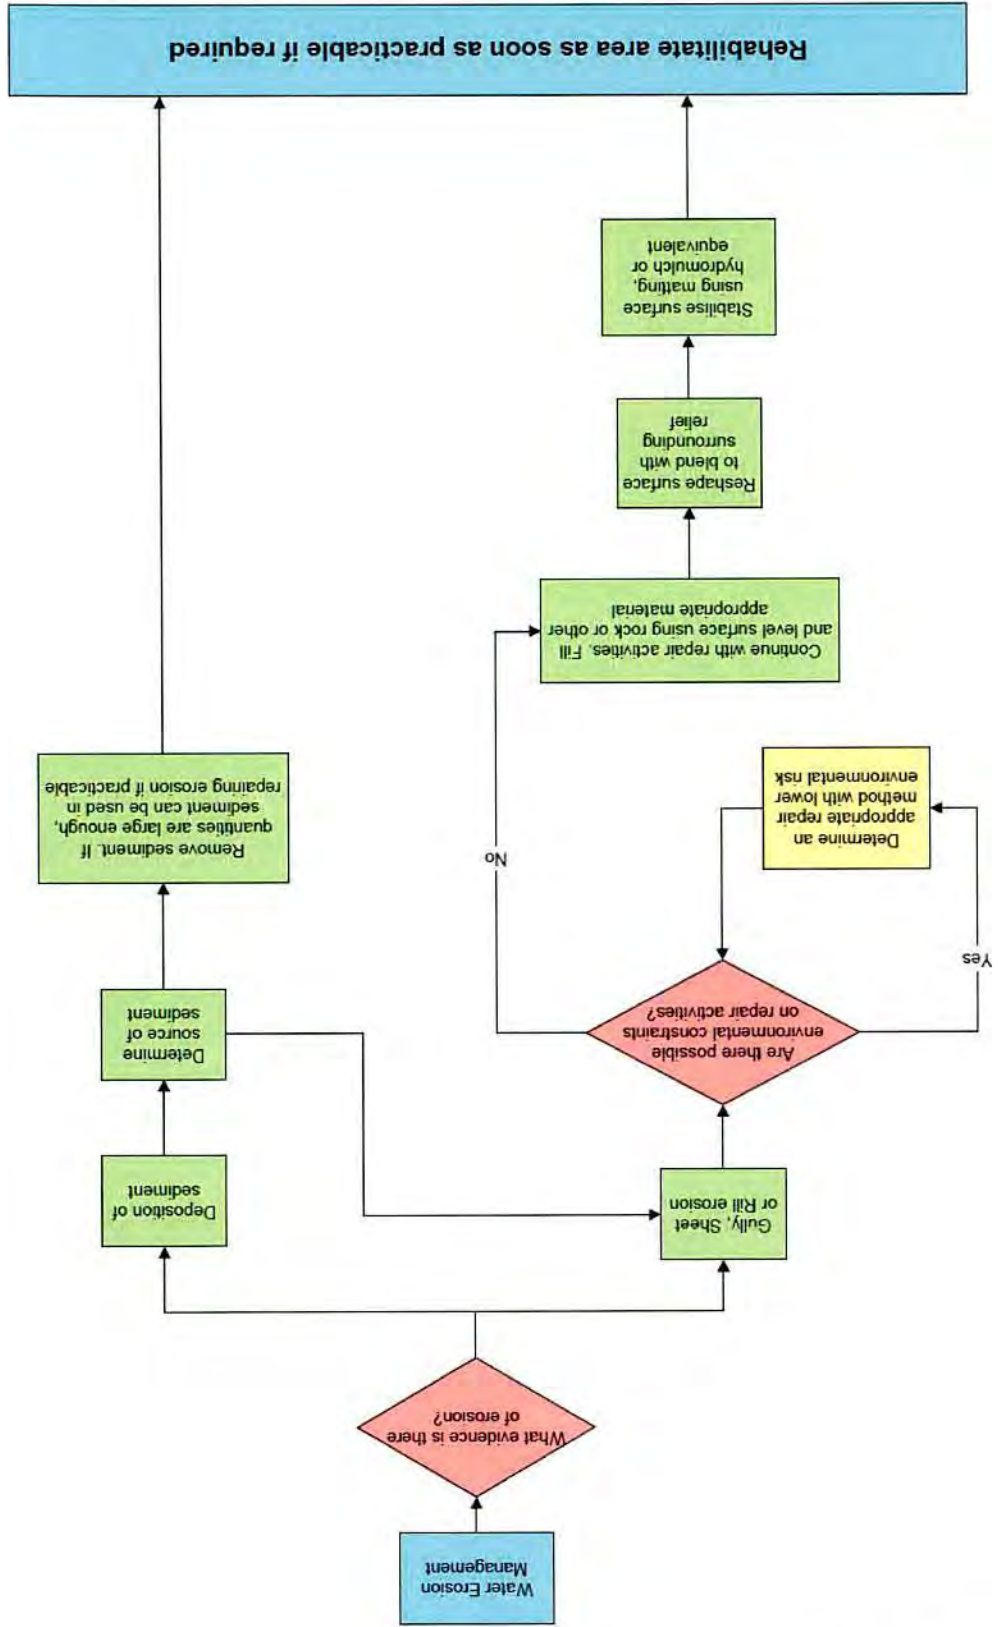 Water Erosion
Management
What evidence is there
of erosion?
Gully, Sheet
or Rill erosion
Deposition of
sediment
Are there possible
environmental constraints
on repair activities?
Determine
source of
sediment
Yes
No
Determine an
appropriate repair
method with lower
environmental risk
Remove sediment. If
quantities are large enough,
sediment can be used in
repairing erosion if practicable
Continue with repair activities. Fill
and level surface using rock or other
appropriate material
Reshape surface
to blend with
surrounding
relief
Stabilise surface
using matting,
hydromulch or
equivalent
Rehabilitate area as soon as practicable if required